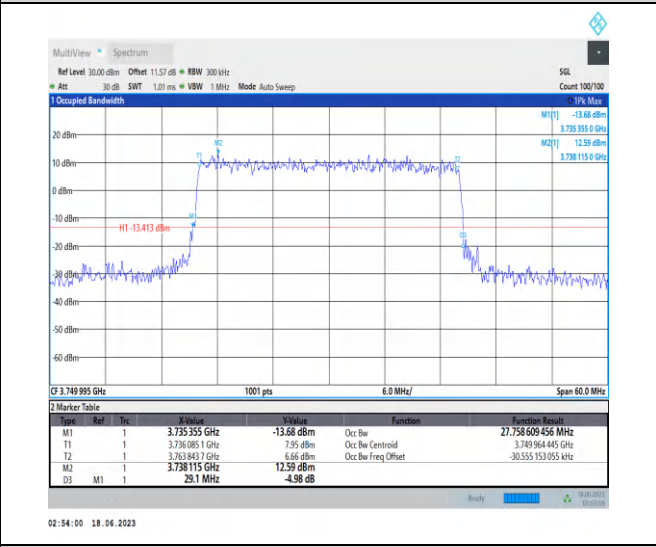 MultiView Spectrum
Ref Level 30.00 dBm Offset 11.57 dB RBW 300 kHz SGL
Att 30 dB SWT 1.01 ms VBW 1 MHz Mode Auto Sweep Count 100/100
1 Occupied Bandwidth 1Pk Max
M1[1] -13.68 dBm
3.735 355 0 GHz
M2[1] 12.59 dBm
3.738 115 0 GHz
20 dBm
M2
T1
T2
10 dBm
0 dBm
M1
-10 dBm
H1 -13.413 dBm
D3
-20 dBm
-30 dBm
-40 dBm
-50 dBm
-60 dBm
CF 3.749 995 GHz 1001 pts 6.0 MHz/ Span 60.0 MHz
2 Marker Table
Type Ref Trc X-Value Y-Value Function Function Result
M1 1 3.735 355 GHz -13.68 dBm Occ Bw 27.758 609 456 MHz
T1 1 3.736 085 1 GHz 7.95 dBm Occ Bw Centroid 3.749 964 445 GHz
T2 1 3.763 843 7 GHz 6.66 dBm Occ Bw Freq Offset -30.555 153 055 kHz
M2 1 3.738 115 GHz 12.59 dBm
D3 M1 1 29.1 MHz -4.98 dB
Ready 18.06.2023
02:54:00 18.06.2023